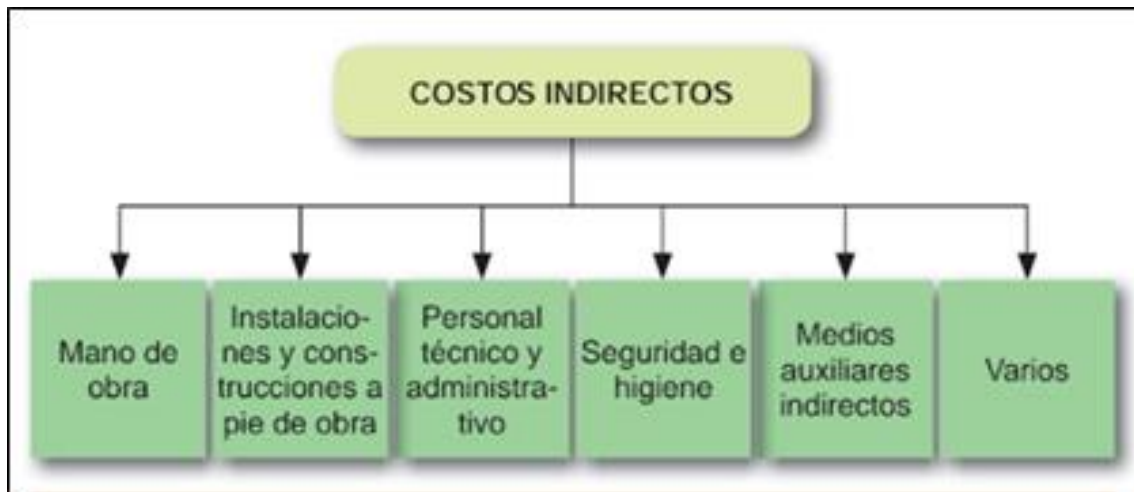 COSTOS INDIRECTOS
Mano de
obra
Instalacio-
nes y cons-
trucciones a
pie de obra
Personal
técnico y
administra-
tivo
Seguridad e
higiene
Medios
auxiliares
indirectos
Varios